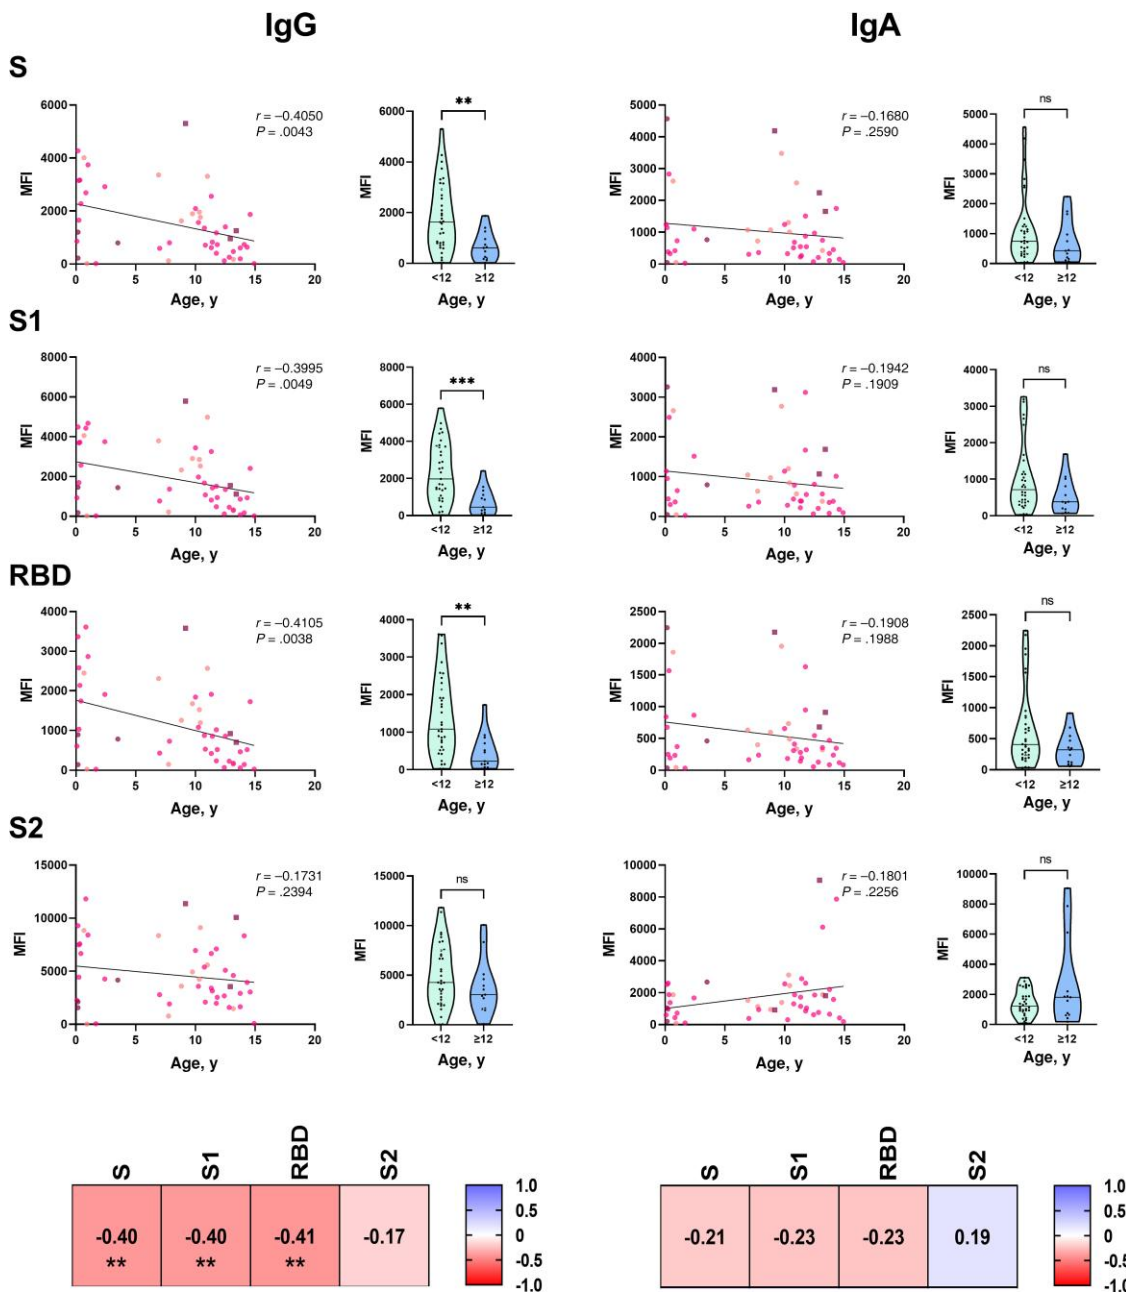 IgG
IgA
S
6000
4000
2000
0
MFI
0 5 10 15 20
Age, y
r = –0.4050
P = .0043
6000
4000
2000
0
MFI
**
<12 ≥12
Age, y
5000
4000
3000
2000
1000
0
MFI
0 5 10 15 20
Age, y
r = –0.1680
P = .2590
5000
4000
3000
2000
1000
0
MFI
ns
<12 ≥12
Age, y
S1
8000
6000
4000
2000
0
MFI
0 5 10 15 20
Age, y
r = –0.3995
P = .0049
8000
6000
4000
2000
0
MFI
***
<12 ≥12
Age, y
4000
3000
2000
1000
0
MFI
0 5 10 15 20
Age, y
r = –0.1942
P = .1909
4000
3000
2000
1000
0
MFI
ns
<12 ≥12
Age, y
RBD
4000
3000
2000
1000
0
MFI
0 5 10 15 20
Age, y
r = –0.4105
P = .0038
4000
3000
2000
1000
0
MFI
**
<12 ≥12
Age, y
2500
2000
1500
1000
500
0
MFI
0 5 10 15 20
Age, y
r = –0.1908
P = .1988
2500
2000
1500
1000
500
0
MFI
ns
<12 ≥12
Age, y
S2
15000
10000
5000
0
MFI
0 5 10 15 20
Age, y
r = –0.1731
P = .2394
15000
10000
5000
0
MFI
ns
<12 ≥12
Age, y
10000
8000
6000
4000
2000
0
MFI
0 5 10 15 20
Age, y
r = –0.1801
P = .2256
10000
8000
6000
4000
2000
0
MFI
ns
<12 ≥12
Age, y
S S1 RBD S2
-0.40 -0.40 -0.41 -0.17
** ** **
1.0
0.5
0
-0.5
-1.0
S S1 RBD S2
-0.21 -0.23 -0.23 0.19
1.0
0.5
0
-0.5
-1.0